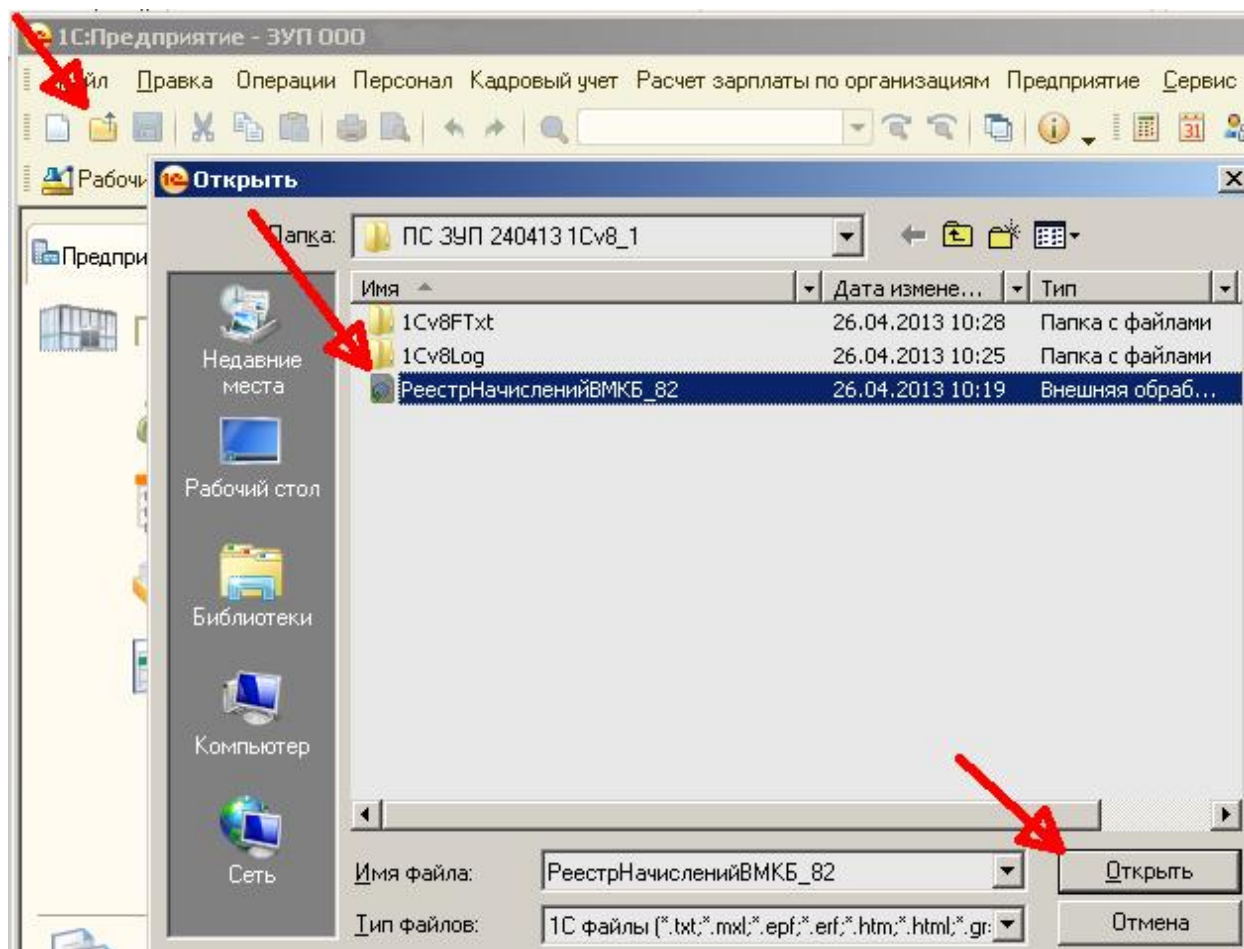 1С:Предприятие - ЗУП ООО
Правка Операции Персонал Кадровый учет Расчет зарплаты по организациям Предприятие Сервис
31
Рабочи
Открыть
Предпри
Папка: ПС ЗУП 240413 1Cv8_1
Имя Дата измене... Тип
1Cv8FTxt 26.04.2013 10:28 Папка с файлами
1Cv8Log 26.04.2013 10:25 Папка с файлами
РеестрНачисленийВМКБ_82 26.04.2013 10:19 Внешняя обраб...
Недавние
места
Рабочий стол
Библиотеки
Компьютер
Сеть
Имя файла: РеестрНачисленийВМКБ_82 Открыть
Тип файлов: 1С файлы (*.txt;*.mxl;*.epf;*.erf;*.htm;*.html;*.gr Отмена